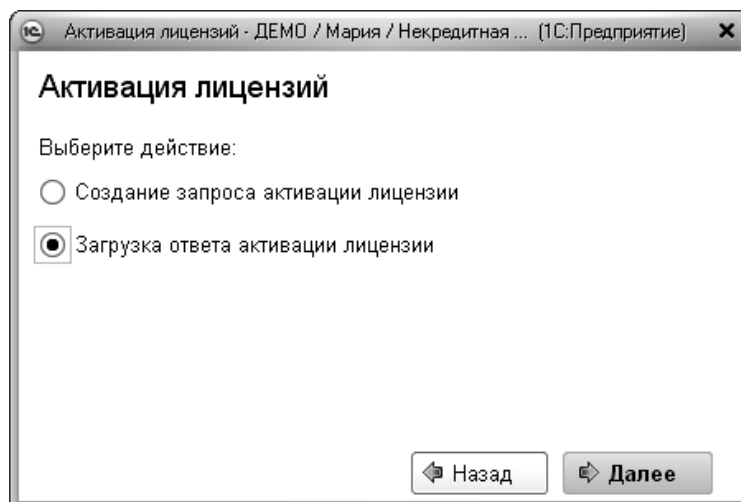 1С Активация лицензий - ДЕМО / Мария / Некредитная ... (1С:Предприятие)
Активация лицензий
Выберите действие:
Создание запроса активации лицензии
Загрузка ответа активации лицензии
Назад Далее